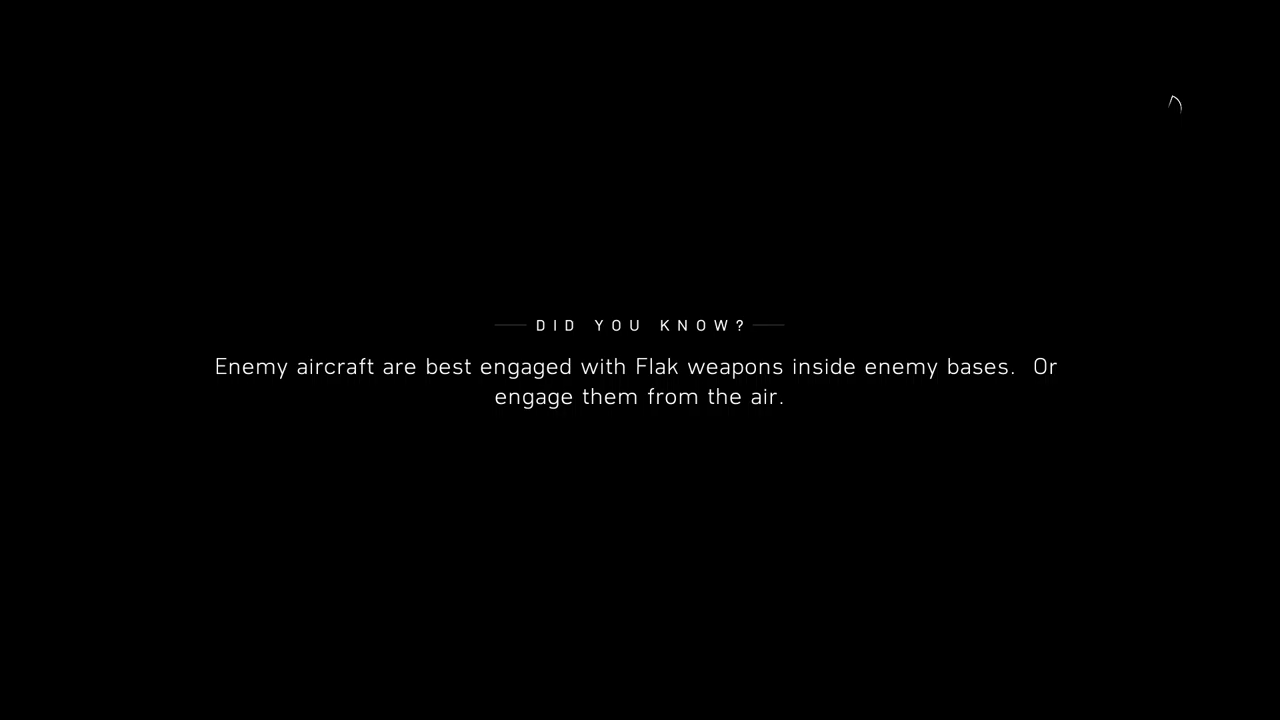 DID YOU KNOW?
Enemy aircraft are best engaged with Flak weapons inside enemy bases.  Or
engage them from the air.